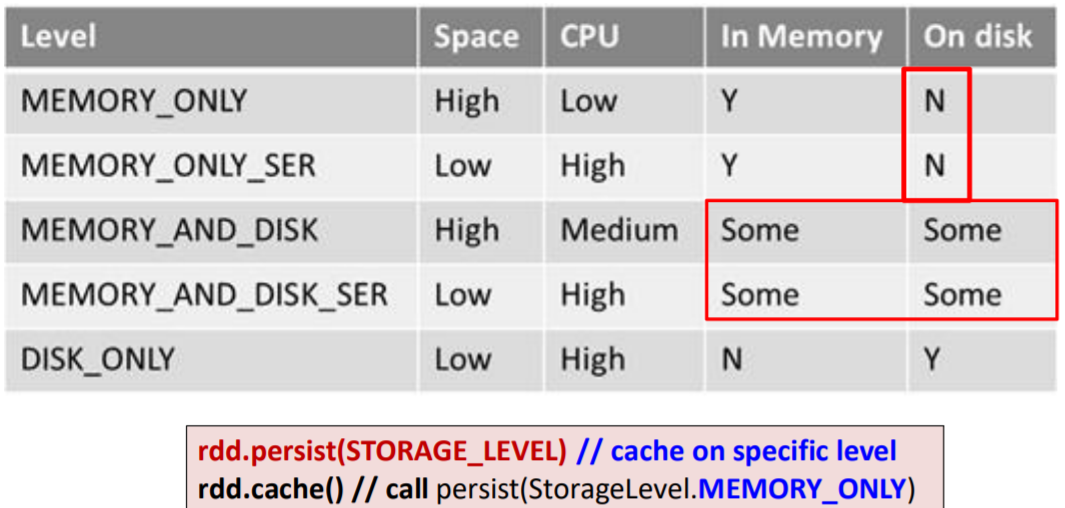 Level Space CPU In Memory On disk
MEMORY_ONLY High Low Y N
MEMORY_ONLY_SER Low High Y N
MEMORY_AND_DISK High Medium Some Some
MEMORY_AND_DISK_SER Low High Some Some
DISK_ONLY Low High N Y
rdd.persist(STORAGE_LEVEL) // cache on specific level
rdd.cache() // call persist(StorageLevel.MEMORY_ONLY)